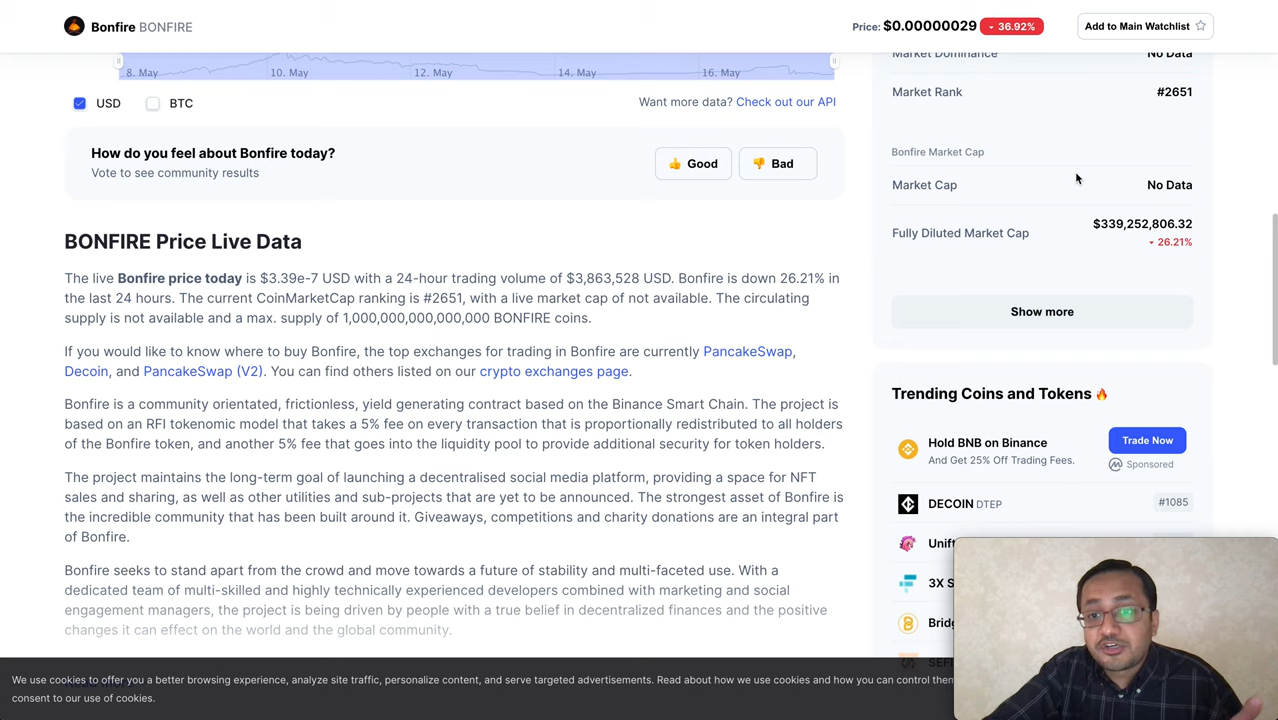 Bonfire BONFIRE
Price: $0.00000029 36.92%
Add to Main Watchlist
8. May 10. May 12. May 14. May 16. May
USD BTC
Want more data? Check out our API
How do you feel about Bonfire today?
Vote to see community results
👍 Good 👎 Bad
BONFIRE Price Live Data
The live Bonfire price today is $3.39e-7 USD with a 24-hour trading volume of $3,863,528 USD. Bonfire is down 26.21% in
the last 24 hours. The current CoinMarketCap ranking is #2651, with a live market cap of not available. The circulating
supply is not available and a max. supply of 1,000,000,000,000,000 BONFIRE coins.
If you would like to know where to buy Bonfire, the top exchanges for trading in Bonfire are currently PancakeSwap,
Decoin, and PancakeSwap (V2). You can find others listed on our crypto exchanges page.
Bonfire is a community orientated, frictionless, yield generating contract based on the Binance Smart Chain. The project is
based on an RFI tokenomic model that takes a 5% fee on every transaction that is proportionally redistributed to all holders
of the Bonfire token, and another 5% fee that goes into the liquidity pool to provide additional security for token holders.
The project maintains the long-term goal of launching a decentralised social media platform, providing a space for NFT
sales and sharing, as well as other utilities and sub-projects that are yet to be announced. The strongest asset of Bonfire is
the incredible community that has been built around it. Giveaways, competitions and charity donations are an integral part
of Bonfire.
Bonfire seeks to stand apart from the crowd and move towards a future of stability and multi-faceted use. With a
dedicated team of multi-skilled and highly technically experienced developers combined with marketing and social
engagement managers, the project is being driven by people with a true belief in decentralized finances and the positive
changes it can effect on the world and the global community.
Market Dominance No Data
Market Rank #2651
Bonfire Market Cap
Market Cap No Data
Fully Diluted Market Cap $339,252,806.32
26.21%
Show more
Trending Coins and Tokens 🔥
Hold BNB on Binance
And Get 25% Off Trading Fees.
Trade Now
Sponsored
DECOIN DTEP #1085
Unif
3X S
Brid
SEFI
We use cookies to offer you a better browsing experience, analyze site traffic, personalize content, and serve targeted advertisements. Read about how we use cookies and how you can control them
consent to our use of cookies.